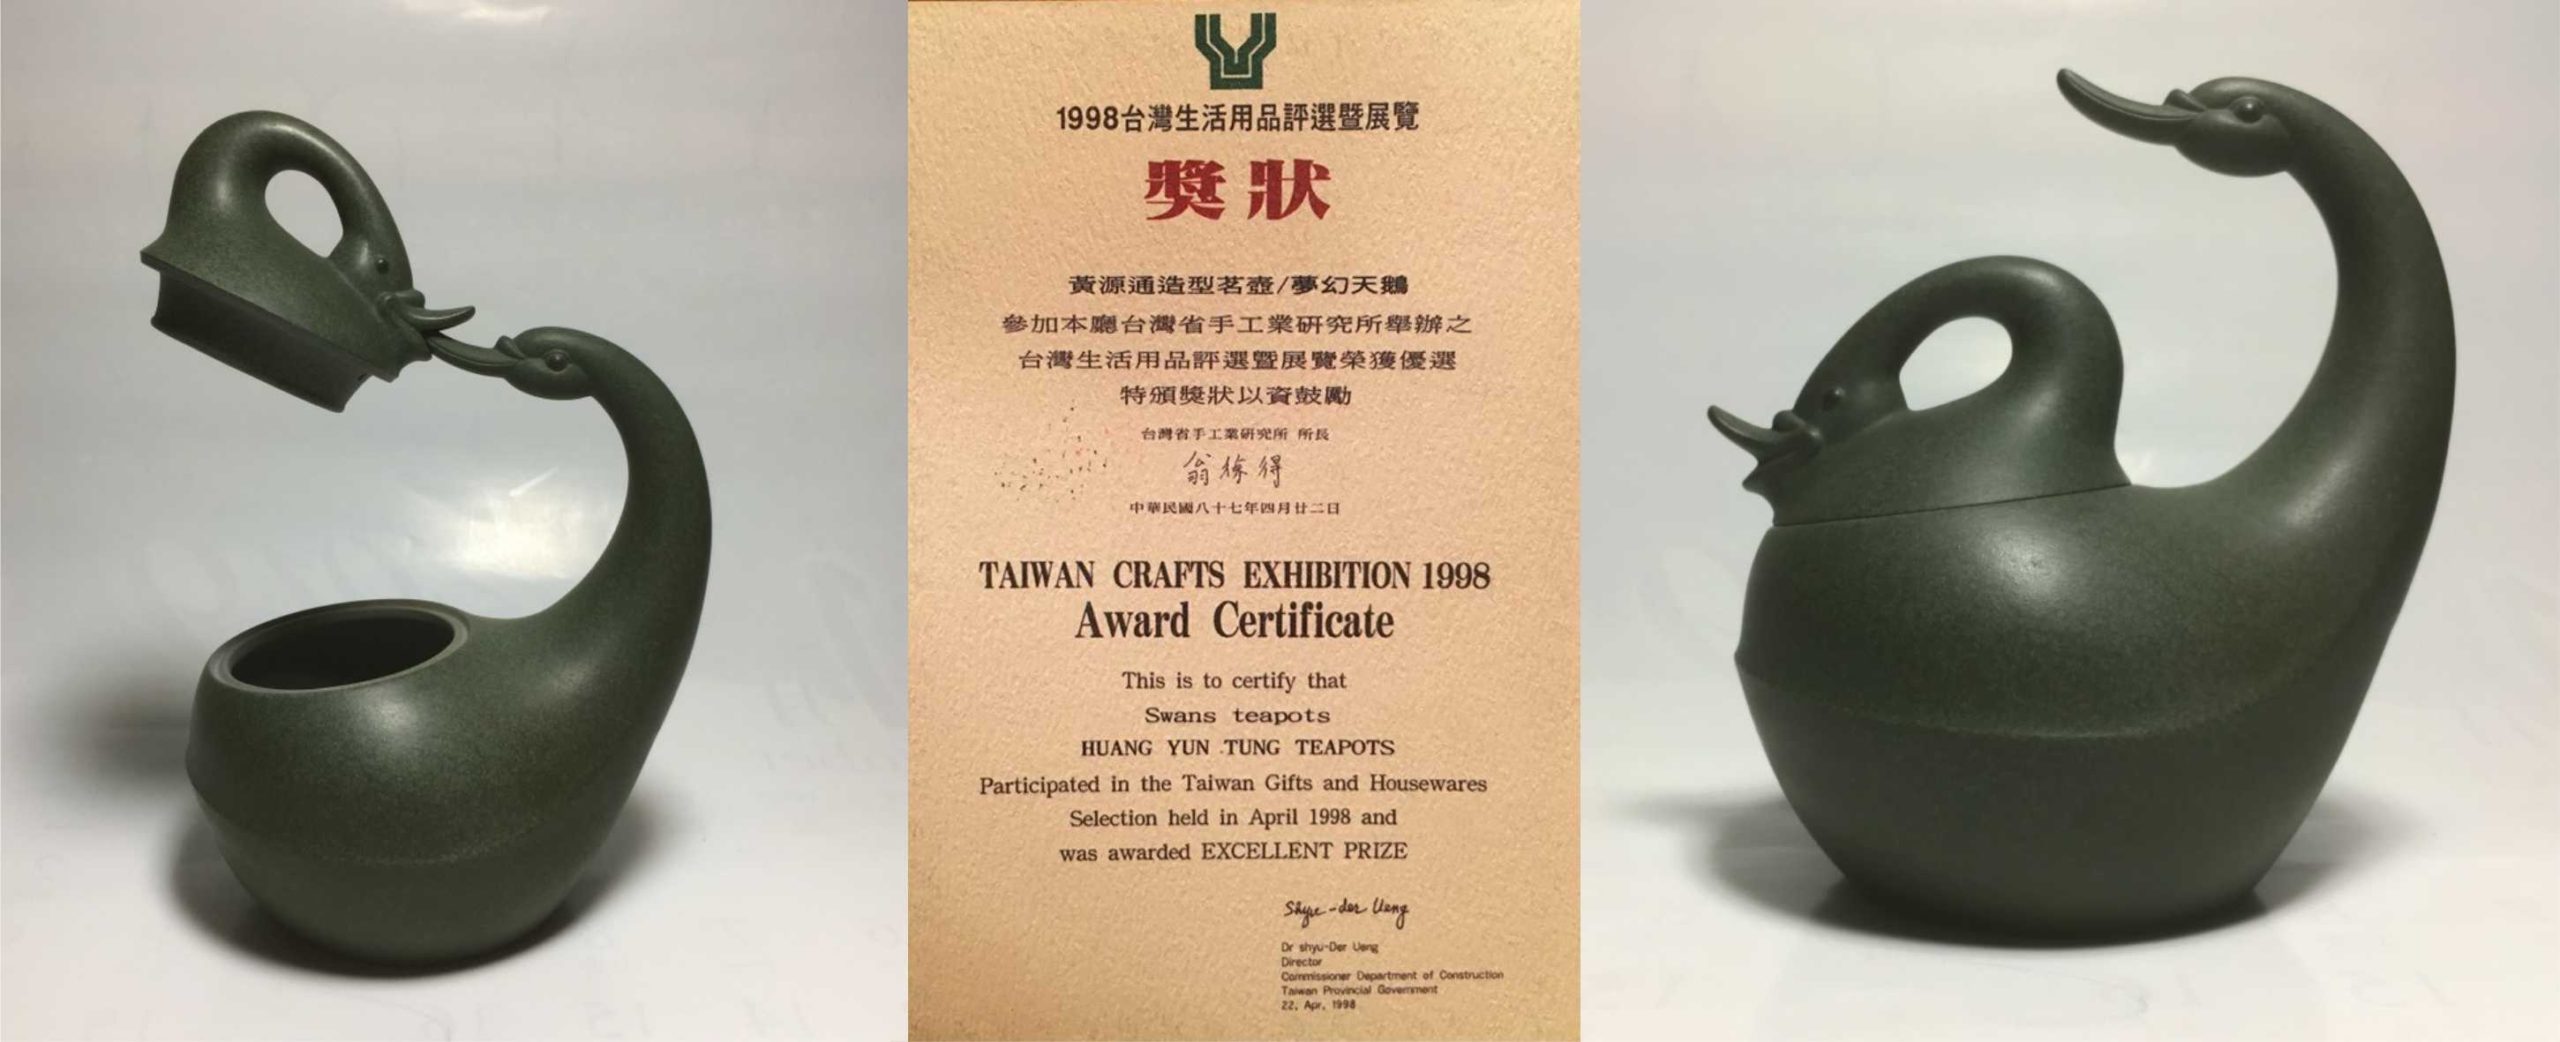 1998台灣生活用品評選暨展覽
獎狀
黃源通造型茗壺/夢幻天鵝
參加本廳台灣省手工業研究所舉辦之
台灣生活用品評選暨展覽榮獲優選
特頒獎狀以資鼓勵
台灣省手工業研究所 所長
翁徐得
中華民國八十七年四月廿二日
TAIWAN CRAFTS EXHIBITION 1998
Award Certificate
This is to certify that
Swans teapots
HUANG YUN TUNG TEAPOTS
Participated in the Taiwan Gifts and Housewares
Selection held in April 1998 and
was awarded EXCELLENT PRIZE
Shyu-der Ueng
Dr shyu-Der Ueng
Director
Commissioner Department of Construction
Taiwan Provincial Government
22, Apr, 1998